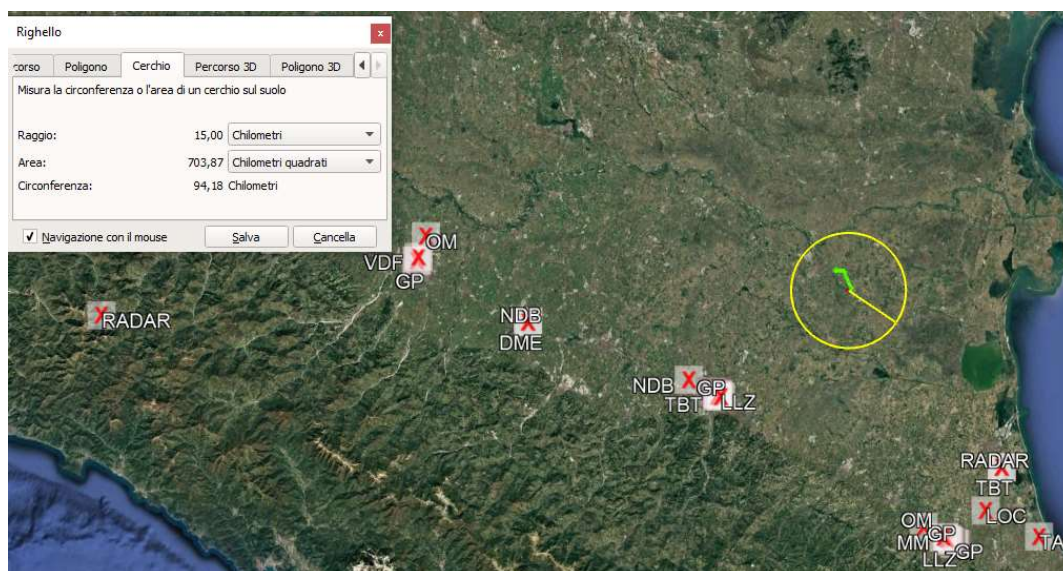 Righello
x
corso Poligono Cerchio Percorso 3D Poligono 3D
Misura la circonferenza o l'area di un cerchio sul suolo
Raggio: 15,00 Chilometri
Area: 703,87 Chilometri quadrati
Circonferenza: 94,18 Chilometri
Navigazione con il mouse Salva Cancella
OM
VDF
GP
RADAR
NDB
DME
NDB GP
TBT LLZ
RADAR
TBT
LOC
OM GP
MM GP TA
LLZ